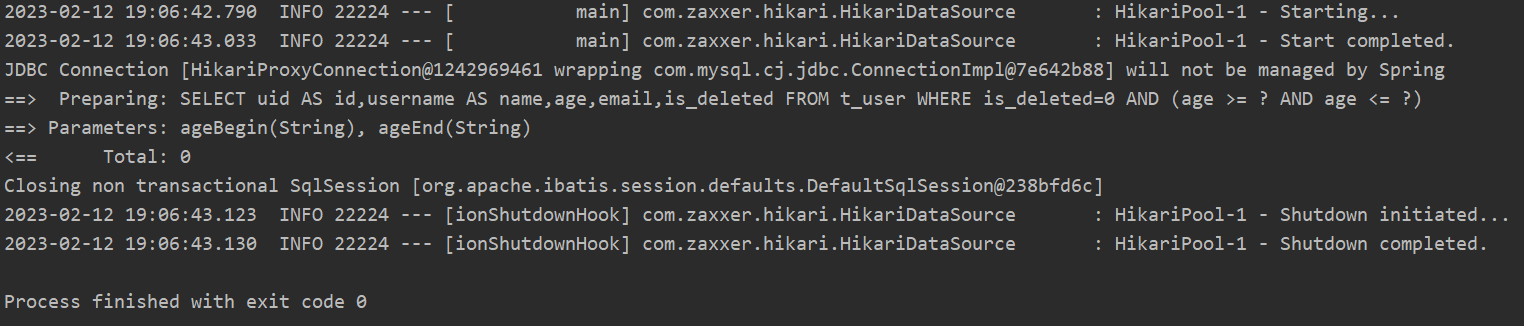 2023-02-12 19:06:42.790  INFO 22224 --- [           main] com.zaxxer.hikari.HikariDataSource       : HikariPool-1 - Starting...
2023-02-12 19:06:43.033  INFO 22224 --- [           main] com.zaxxer.hikari.HikariDataSource       : HikariPool-1 - Start completed.
JDBC Connection [HikariProxyConnection@1242969461 wrapping com.mysql.cj.jdbc.ConnectionImpl@7e642b88] will not be managed by Spring
==>  Preparing: SELECT uid AS id,username AS name,age,email,is_deleted FROM t_user WHERE is_deleted=0 AND (age >= ? AND age <= ?)
==> Parameters: ageBegin(String), ageEnd(String)
<==      Total: 0
Closing non transactional SqlSession [org.apache.ibatis.session.defaults.DefaultSqlSession@238bfd6c]
2023-02-12 19:06:43.123  INFO 22224 --- [ionShutdownHook] com.zaxxer.hikari.HikariDataSource       : HikariPool-1 - Shutdown initiated...
2023-02-12 19:06:43.130  INFO 22224 --- [ionShutdownHook] com.zaxxer.hikari.HikariDataSource       : HikariPool-1 - Shutdown completed.
Process finished with exit code 0